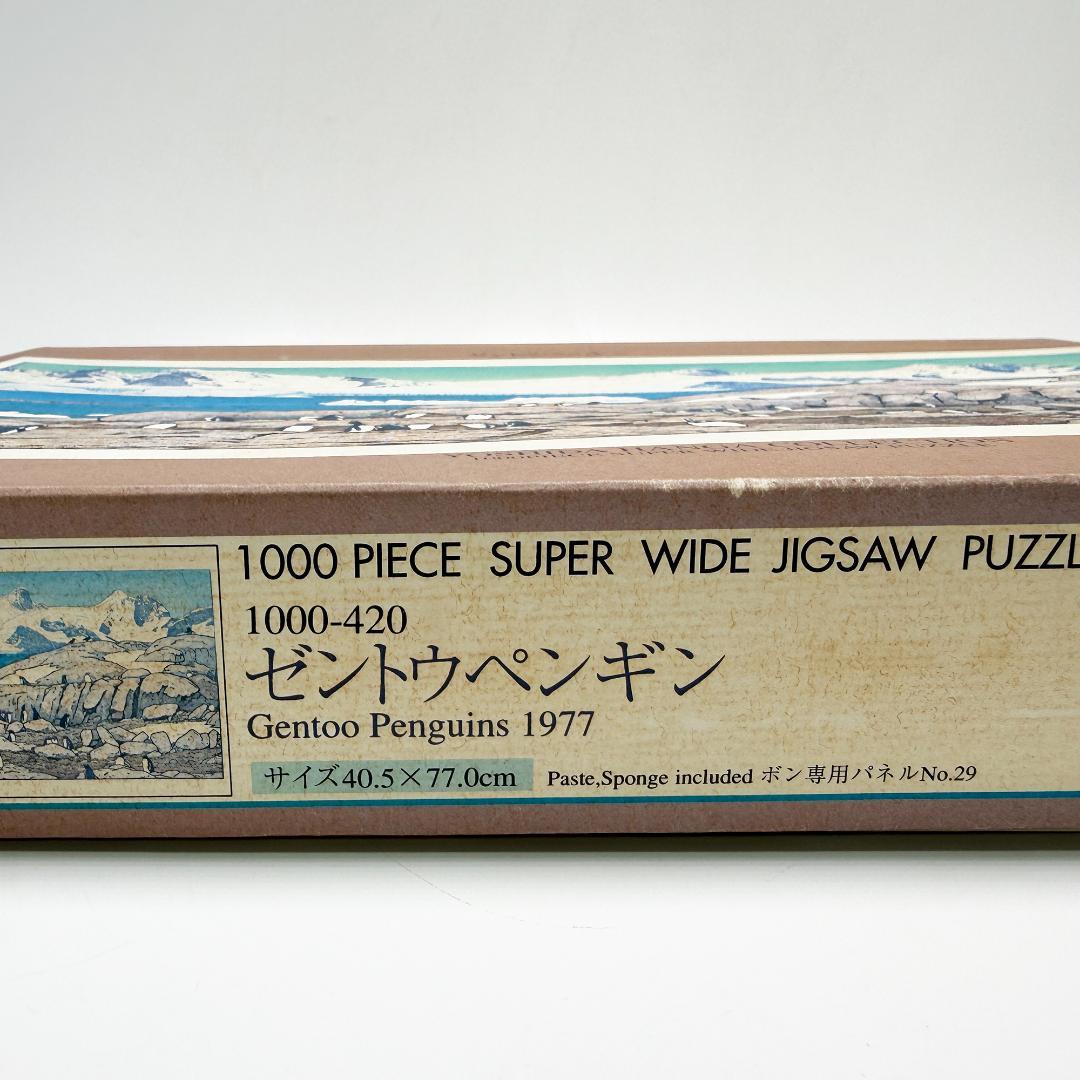 1000 PIECE SUPER WIDE JIGSAW PUZZL
1000-420
ゼントウペンギン
Gentoo Penguins 1977
サイズ40.5×77.0cm
Paste,Sponge included ボン専用パネルNo.29